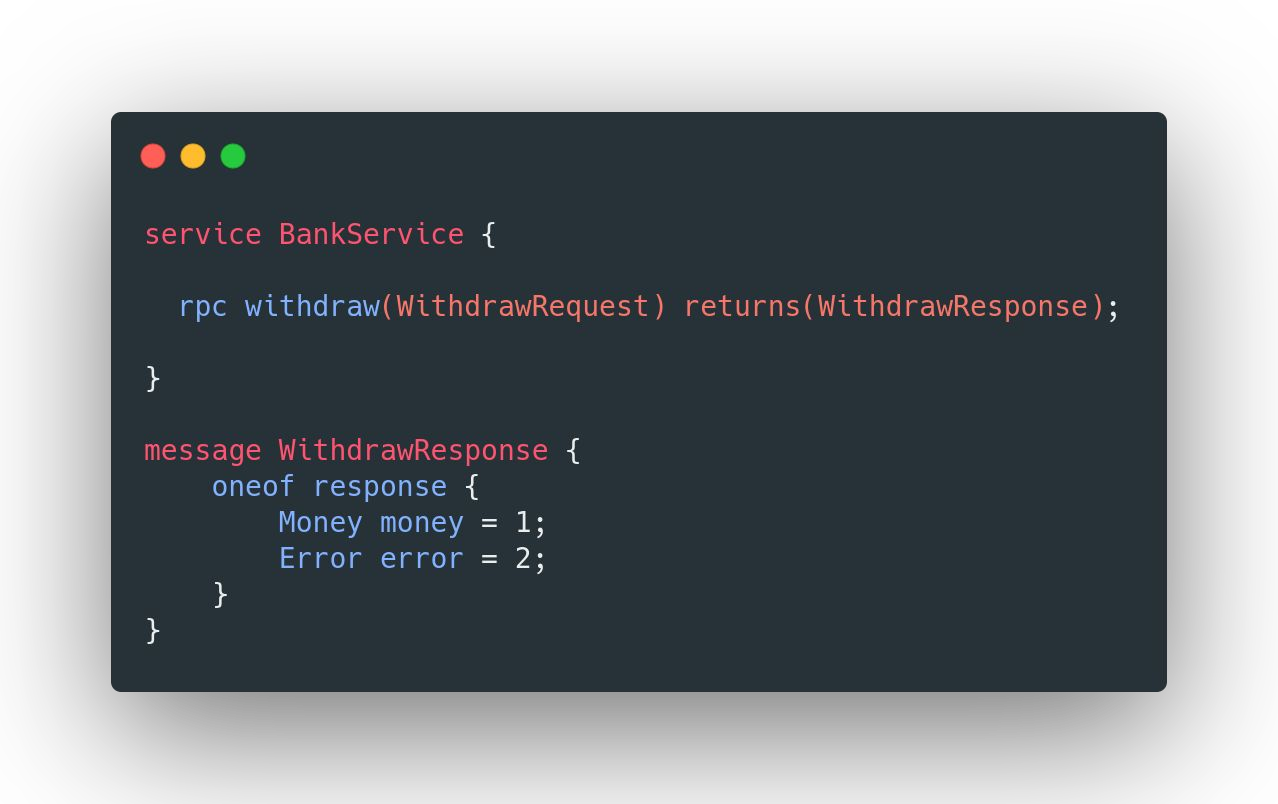 service BankService {
rpc withdraw(WithdrawRequest) returns(WithdrawResponse);
}
message WithdrawResponse {
oneof response {
Money money = 1;
Error error = 2;
}
}